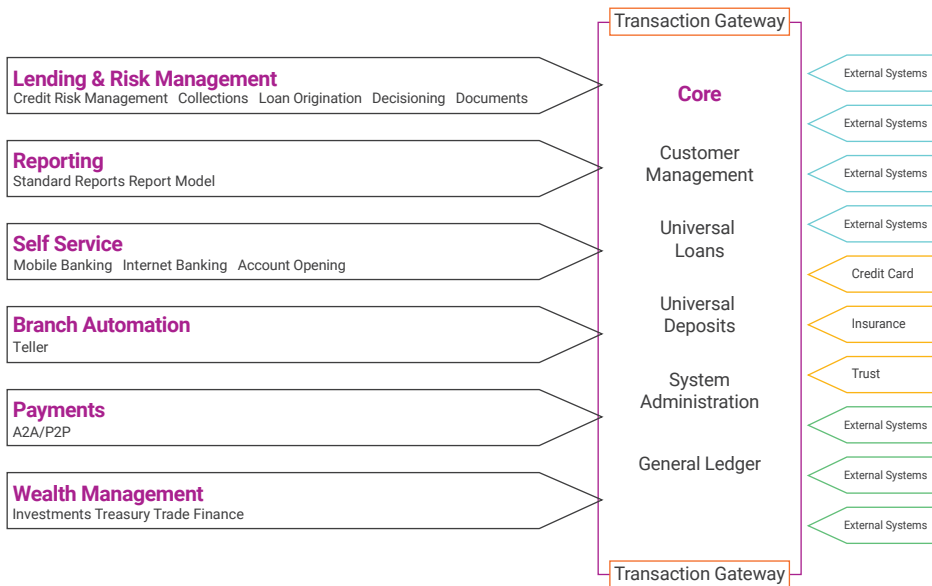 Transaction Gateway
Lending & Risk Management
Credit Risk Management Collections Loan Origination Decisioning Documents
Reporting
Standard Reports Report Model
Self Service
Mobile Banking Internet Banking Account Opening
Branch Automation
Teller
Payments
A2A/P2P
Wealth Management
Investments Treasury Trade Finance
Core
Customer
Management
Universal
Loans
Universal
Deposits
System
Administration
General Ledger
Transaction Gateway
External Systems
External Systems
External Systems
External Systems
Credit Card
Insurance
Trust
External Systems
External Systems
External Systems